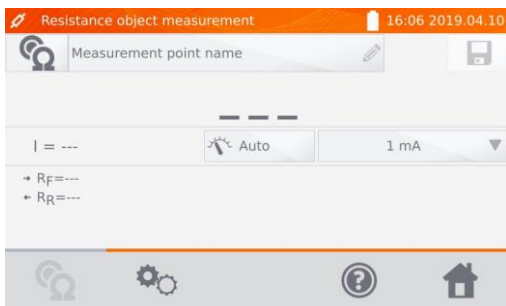 Resistance object measurement 16:06 2019.04.10
Measurement point name
– – –
I = --- Auto 1 mA
→ RF=---
← RR=---
?